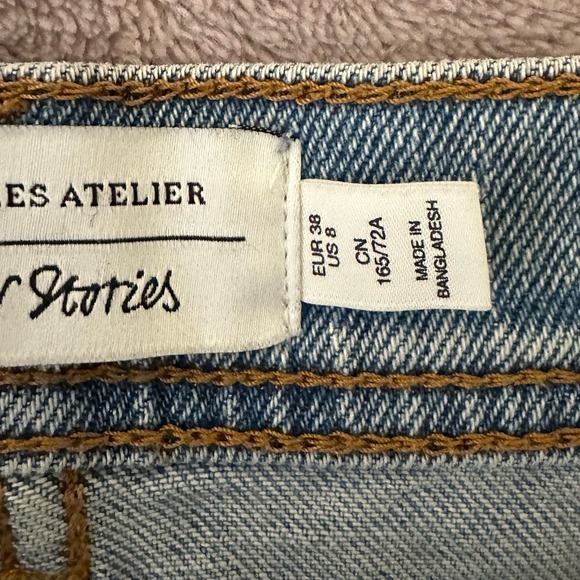 ES ATELIER
Stories
EUR 38
US 8
CN
165/72A
MADE IN
BANGLADESH